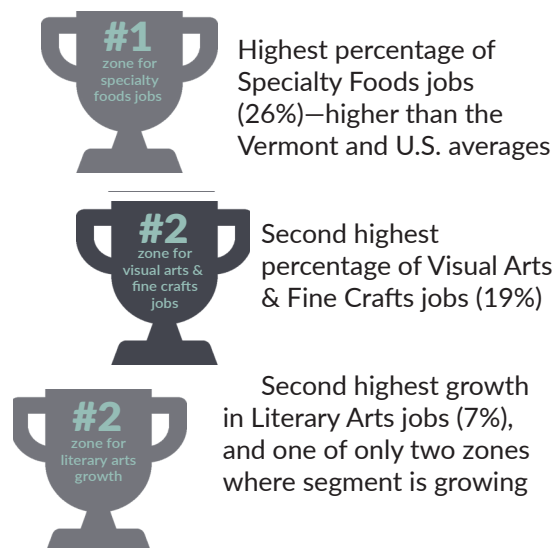 #1
zone for
specialty
foods jobs
Highest percentage of
Specialty Foods jobs
(26%)—higher than the
Vermont and U.S. averages
#2
zone for
visual arts &
fine crafts
jobs
Second highest
percentage of Visual Arts
& Fine Crafts jobs (19%)
#2
zone for
literary arts
growth
Second highest growth
in Literary Arts jobs (7%),
and one of only two zones
where segment is growing